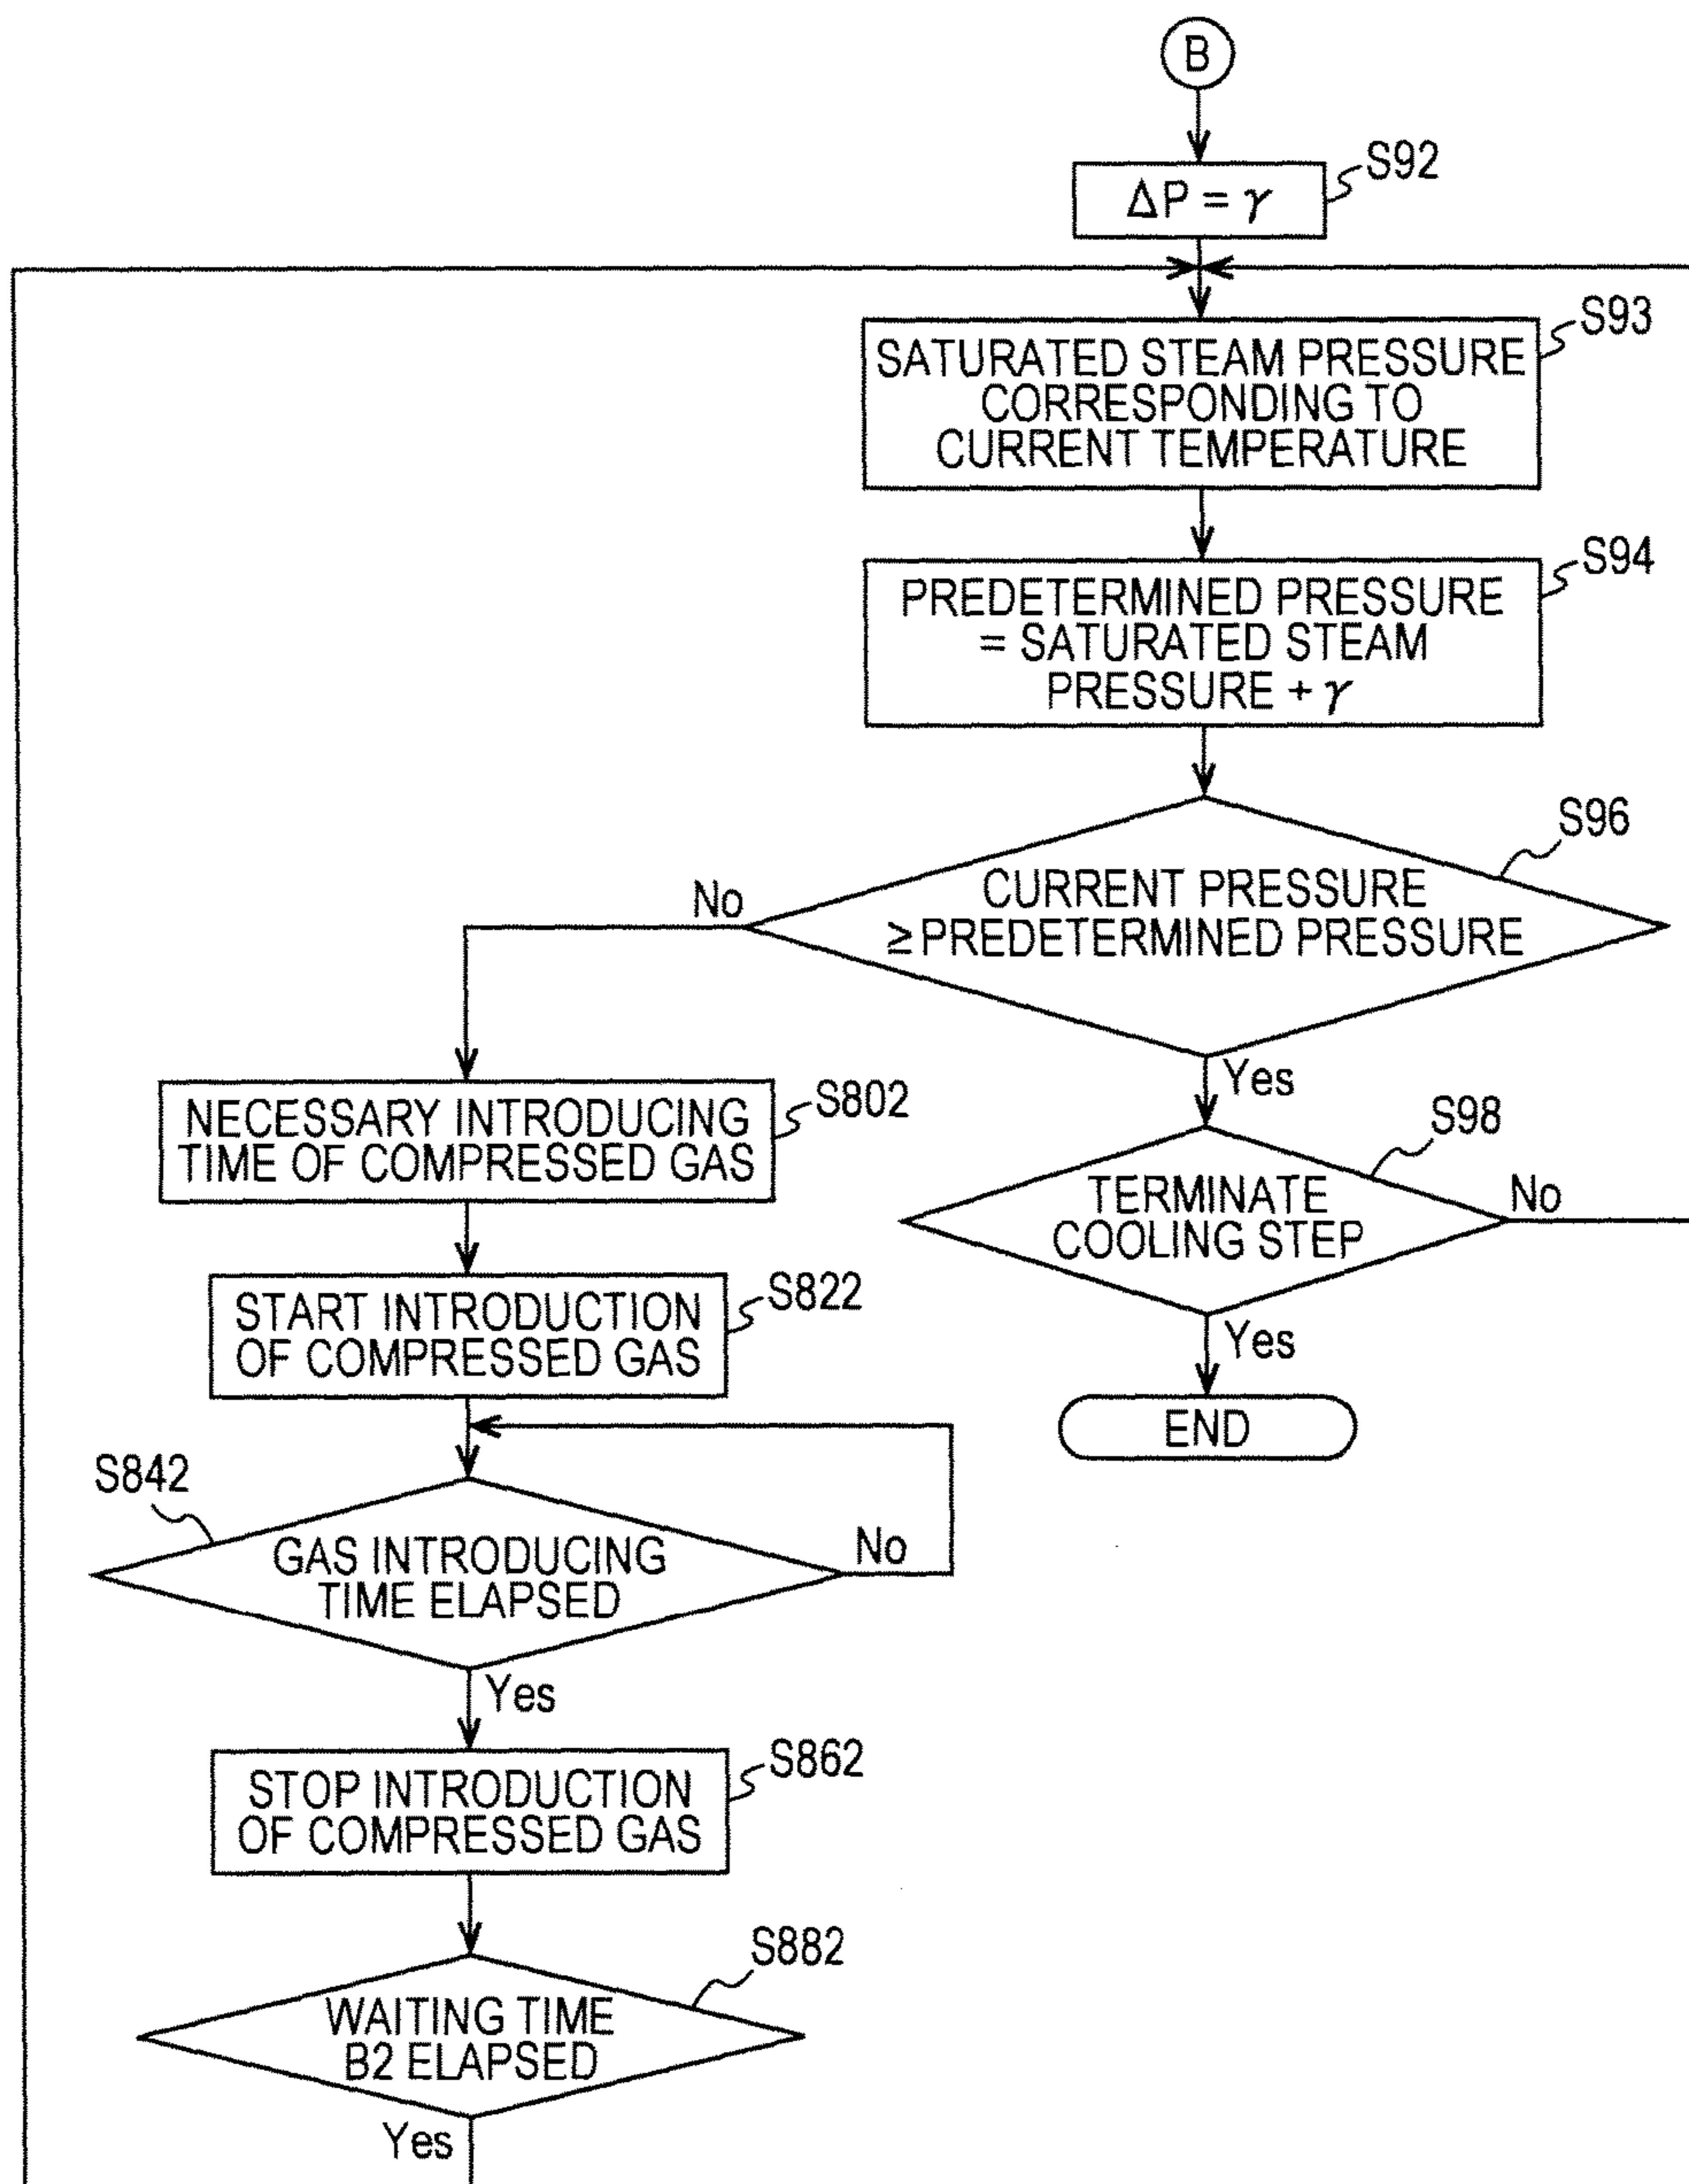 B
ΔP = γ
S92
SATURATED STEAM PRESSURE
CORRESPONDING TO
CURRENT TEMPERATURE
S93
PREDETERMINED PRESSURE
= SATURATED STEAM
PRESSURE + γ
S94
CURRENT PRESSURE
≥ PREDETERMINED PRESSURE
S96
No
Yes
NECESSARY INTRODUCING
TIME OF COMPRESSED GAS
S802
TERMINATE
COOLING STEP
S98
No
Yes
END
START INTRODUCTION
OF COMPRESSED GAS
S822
S842
GAS INTRODUCING
TIME ELAPSED
No
Yes
STOP INTRODUCTION
OF COMPRESSED GAS
S862
WAITING TIME
B2 ELAPSED
S882
Yes